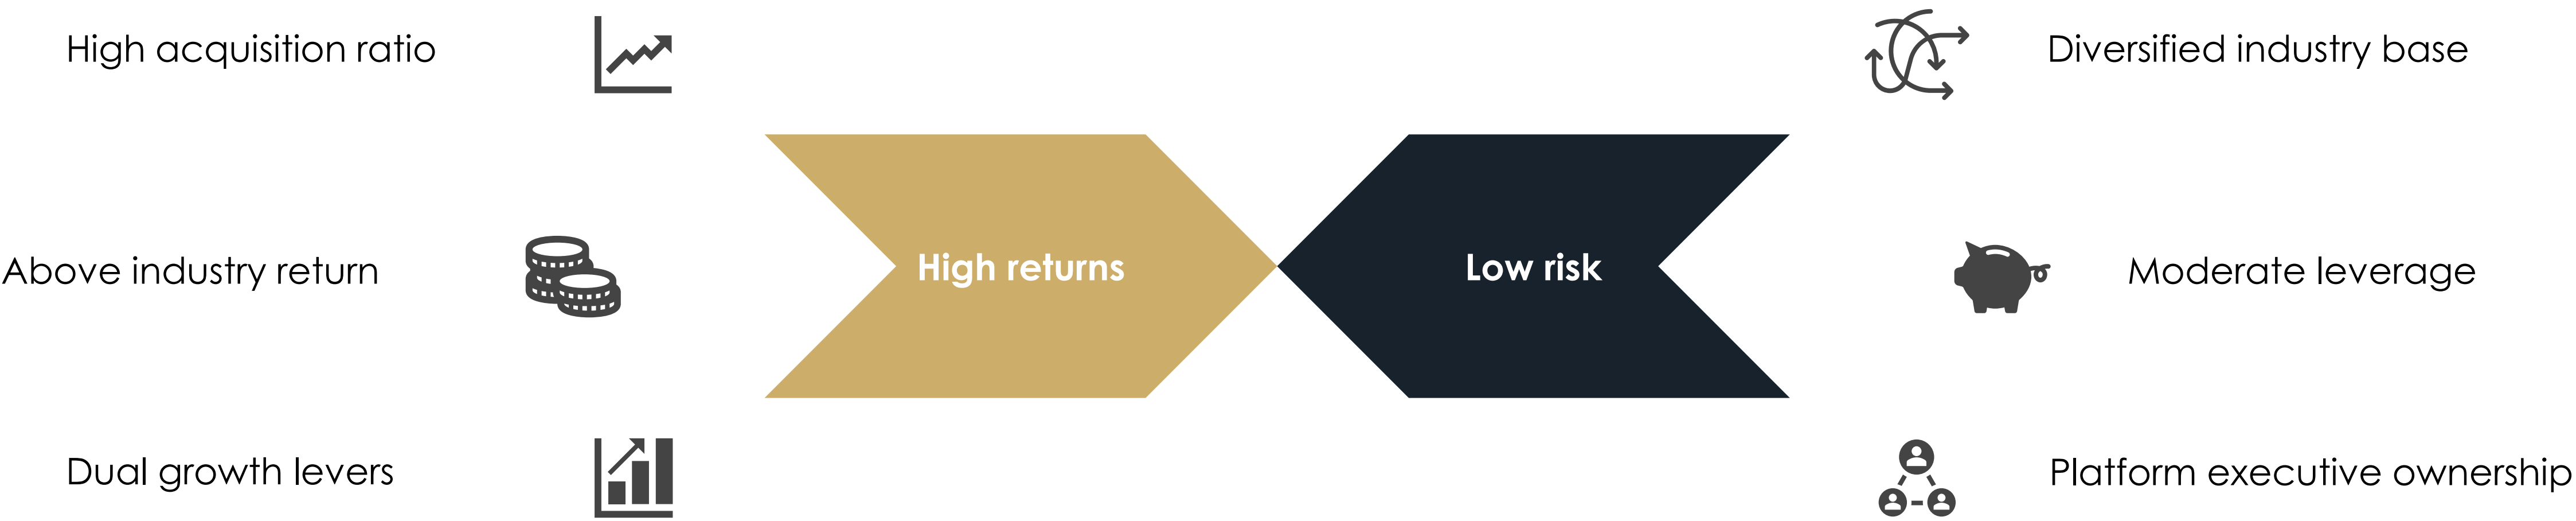 High acquisition ratio
Diversified industry base
Above industry return
High returns
Low risk
Moderate leverage
Dual growth levers
Platform executive ownership